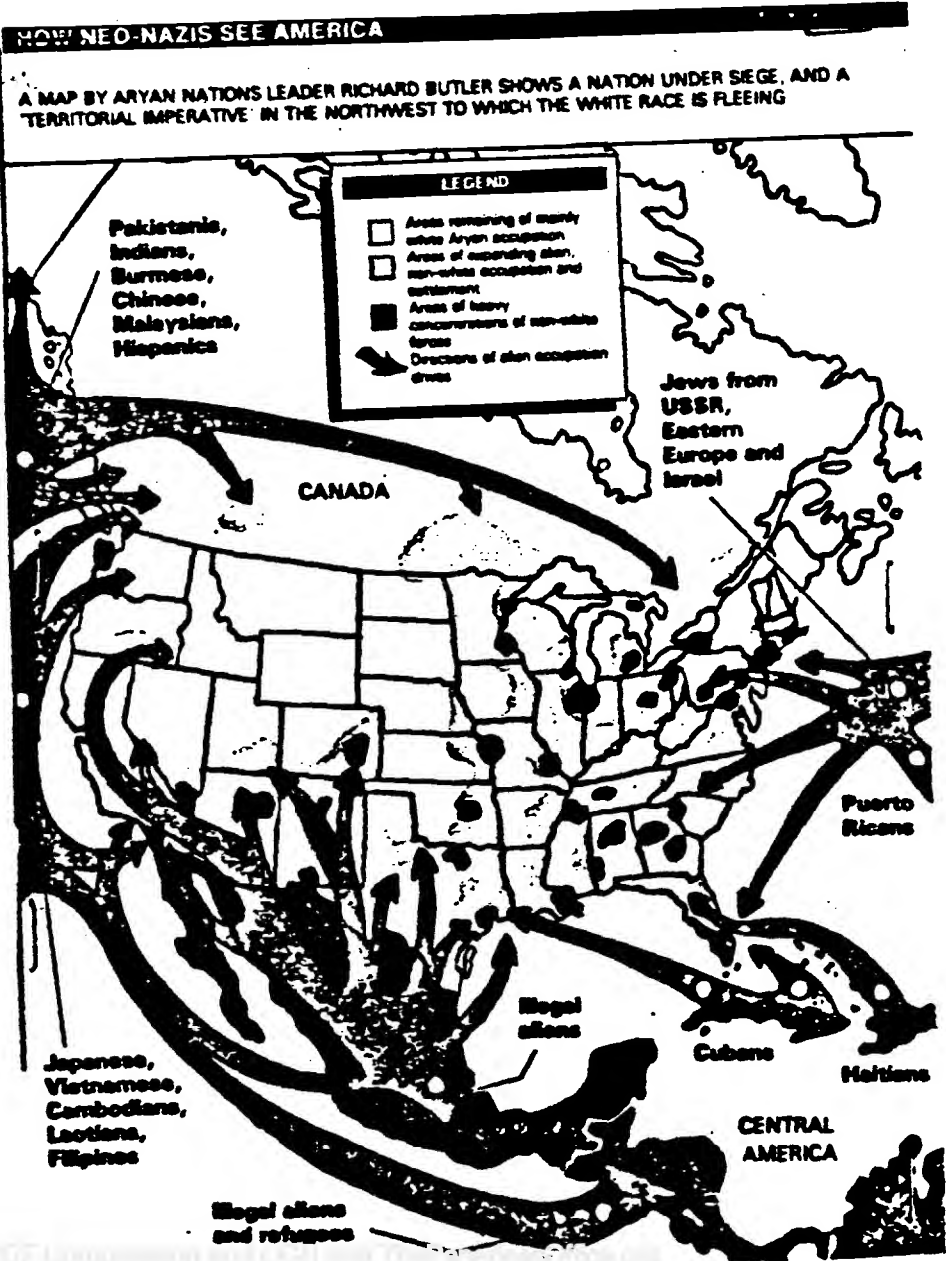 HOW NEO-NAZIS SEE AMERICA
A MAP BY ARYAN NATIONS LEADER RICHARD BUTLER SHOWS A NATION UNDER SIEGE, AND A
'TERRITORIAL IMPERATIVE' IN THE NORTHWEST TO WHICH THE WHITE RACE IS FLEEING
LEGEND
Areas remaining of mainly
white Aryan occupation
Areas of expanding alien,
non-white occupation and
settlement
Areas of heavy
concentrations of non-white
forces
Directions of alien occupation
drives
Pakistanis,
Indians,
Burmese,
Chinese,
Malaysians,
Hispanics
Jews from
USSR,
Eastern
Europe and
Israel
CANADA
Puerto
Ricans
Illegal
aliens
Cubans
Haitians
Japanese,
Vietnamese,
Cambodians,
Laotians,
Filipinos
CENTRAL
AMERICA
Illegal aliens
and refugees